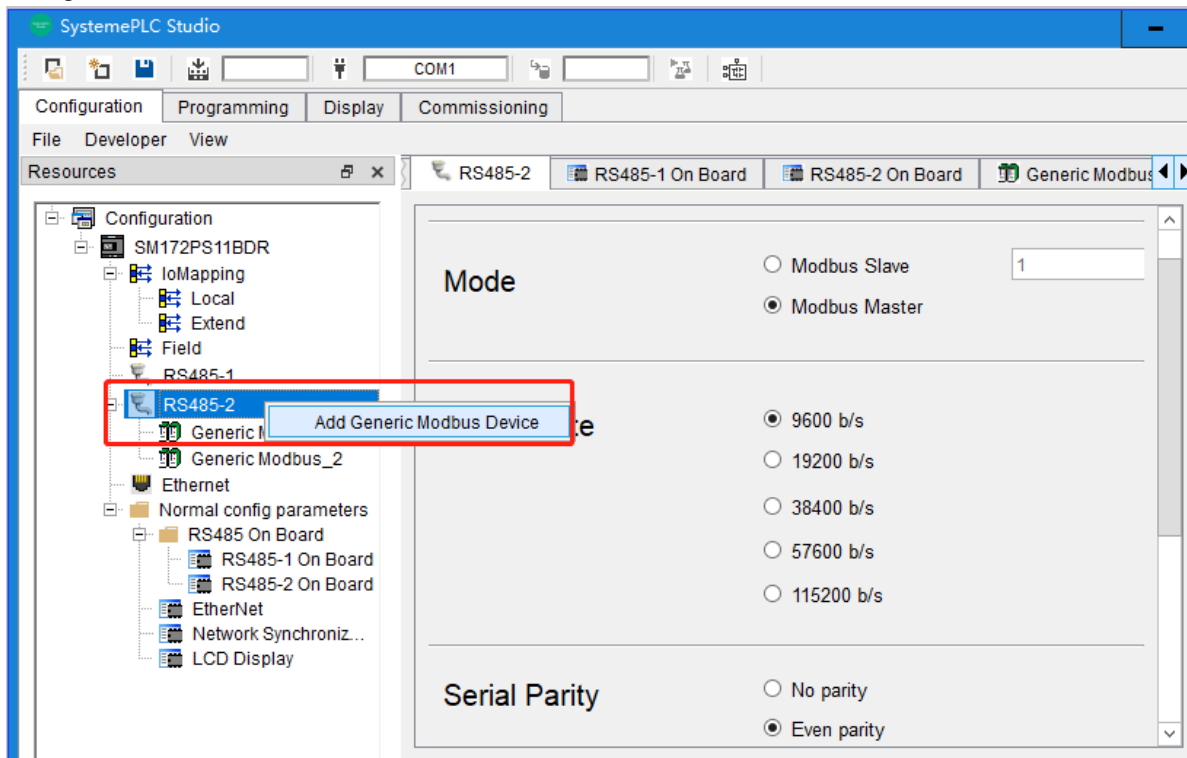 SystemePLC Studio
COM1
Configuration Programming Display Commissioning
File Developer View
Resources
RS485-2 RS485-1 On Board RS485-2 On Board Generic Modbus
Configuration
SM172PS11BDR
IoMapping
Local
Extend
Field
RS485-1
RS485-2
Add Generic Modbus Device
Generic
Generic Modbus_2
Ethernet
Normal config parameters
RS485 On Board
RS485-1 On Board
RS485-2 On Board
EtherNet
Network Synchroniz...
LCD Display
Mode
Modbus Slave 1
Modbus Master
te
9600 b/s
19200 b/s
38400 b/s
57600 b/s
115200 b/s
Serial Parity
No parity
Even parity